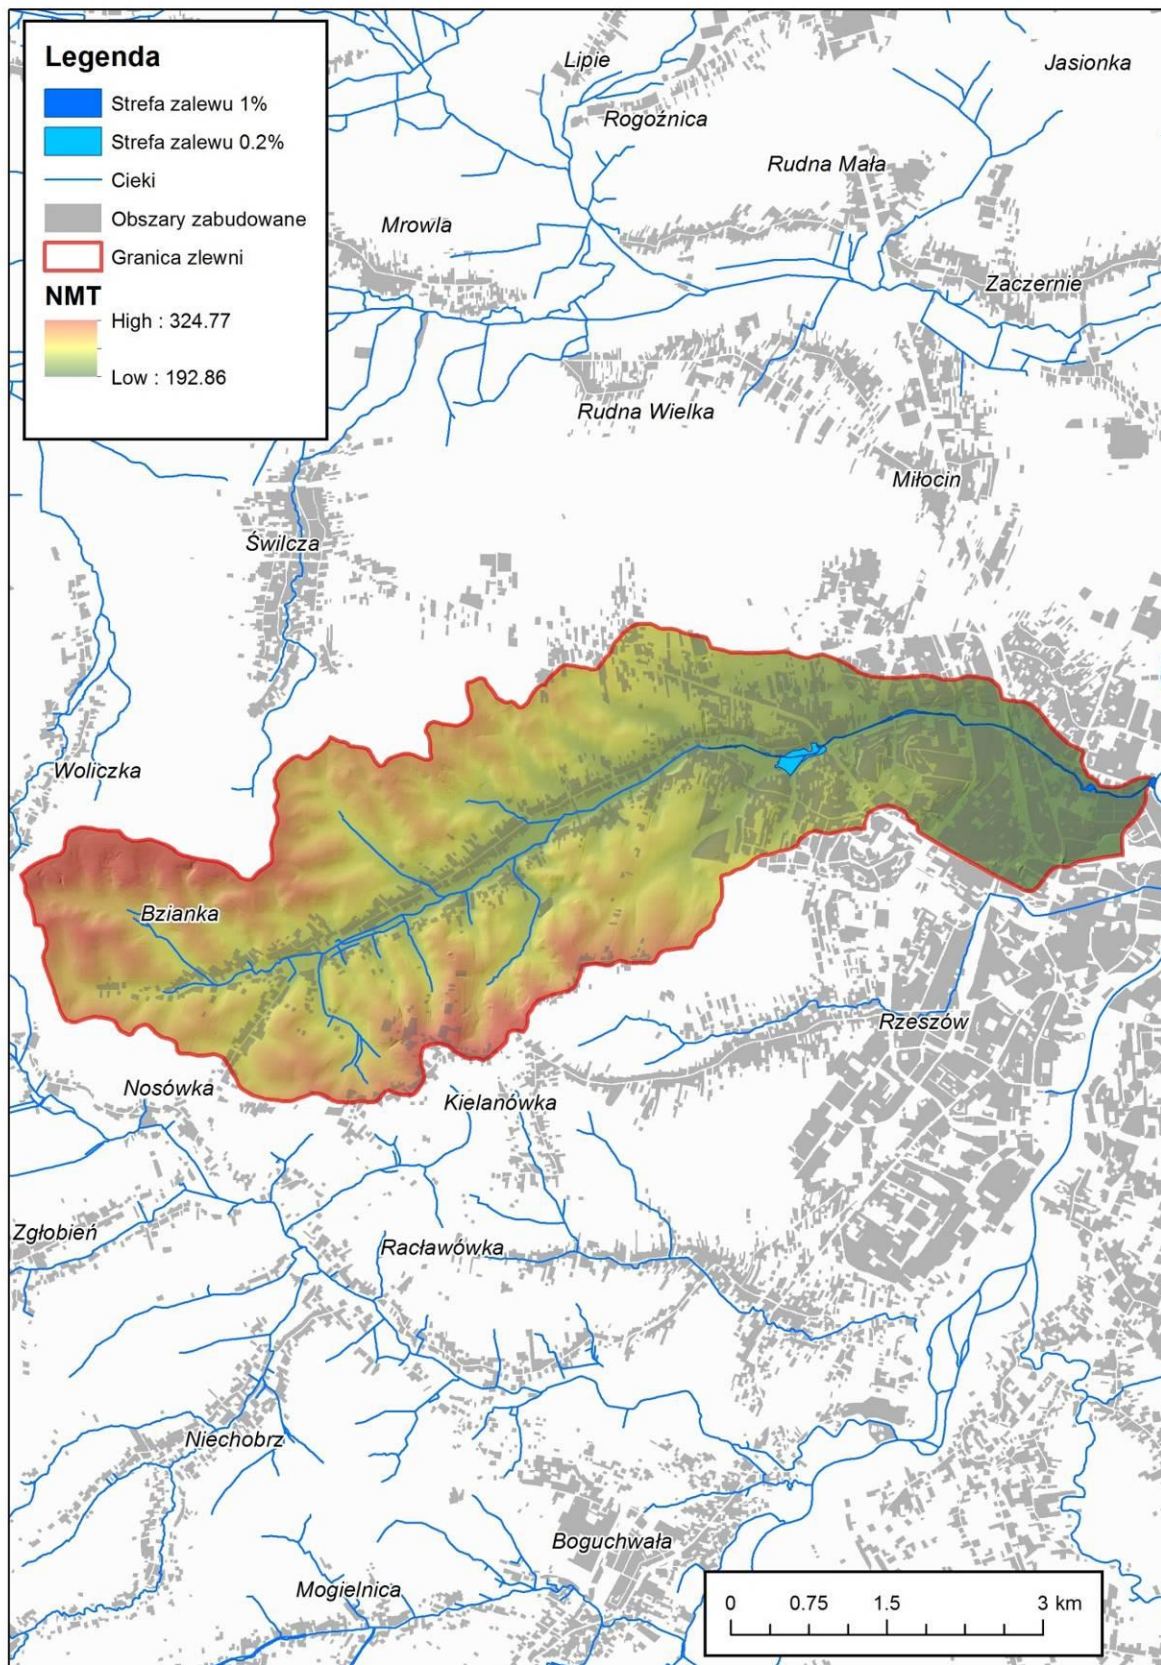 Legenda
Strefa zalewu 1%
Strefa zalewu 0.2%
Cieki
Obszary zabudowane
Granica zlewni
NMT
High : 324.77
Low : 192.86
Lipie
Jasionka
Rogoźnica
Rudna Mała
Mrowla
Zaczernie
Rudna Wielka
Miłocin
Świlcza
Woliczka
Bzianka
Rzeszów
Nosówka
Kielanówka
Zgłobień
Racławówka
Niechobrz
Boguchwała
Mogielnica
0 0.75 1.5 3 km